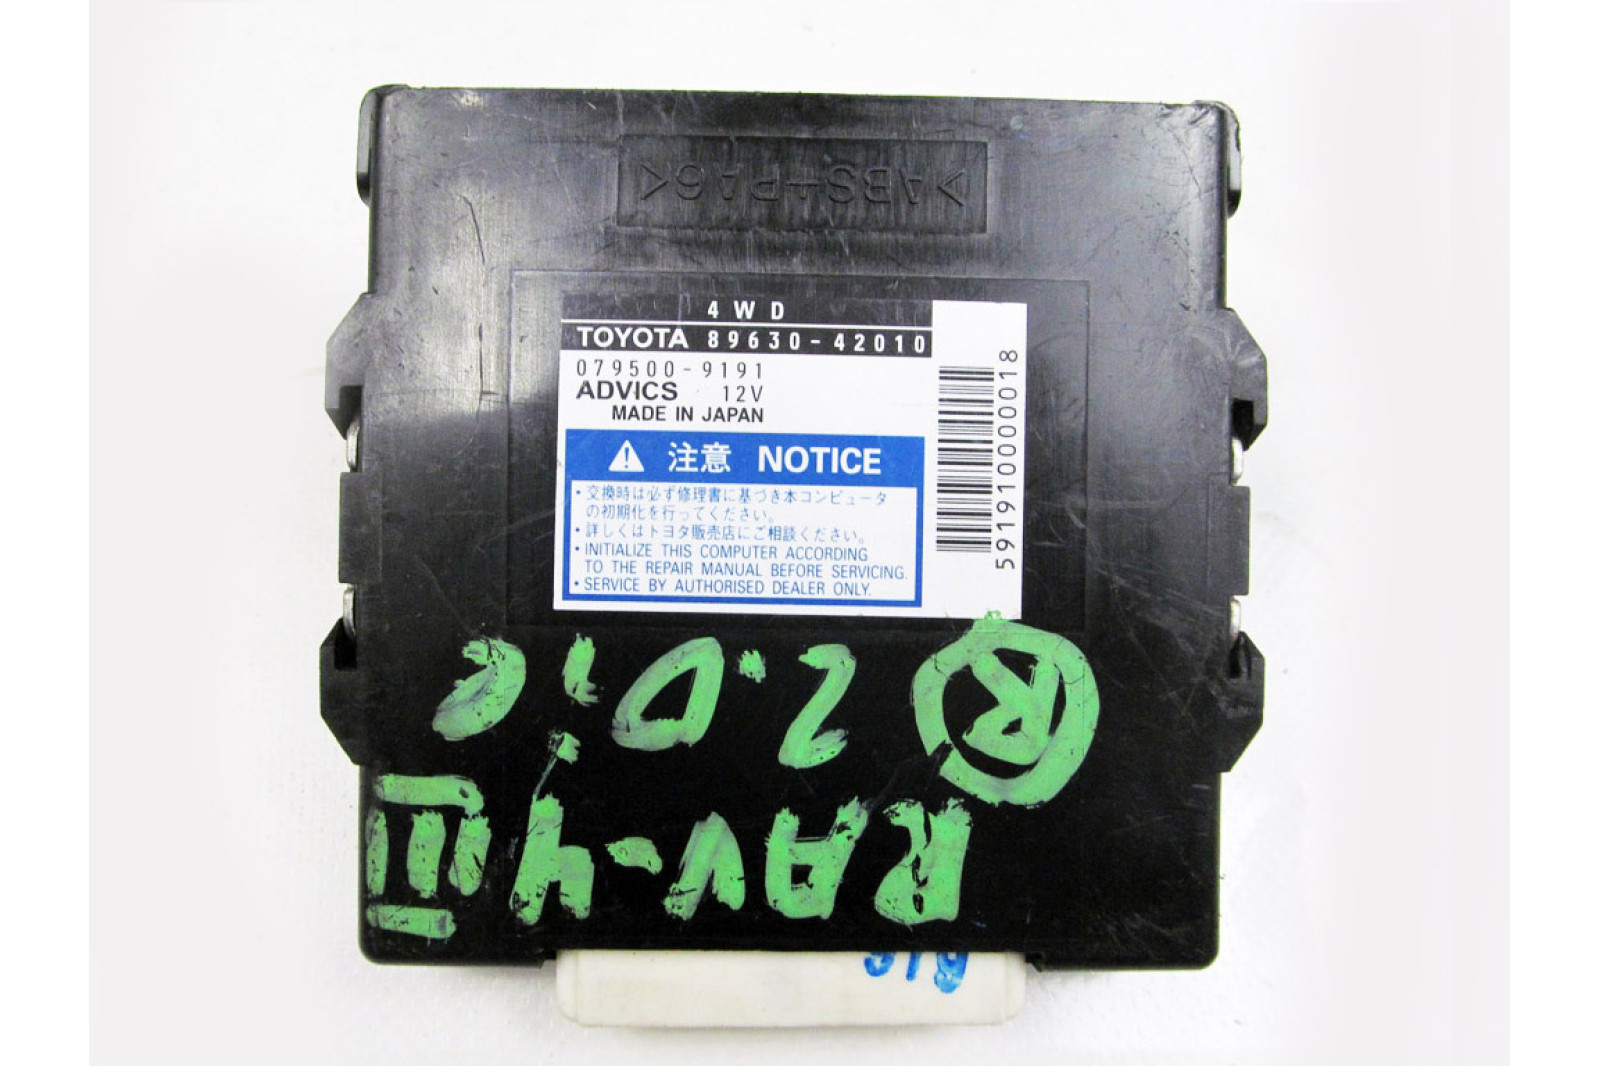 >ABS+PA6<
4WD
TOYOTA 89630-42010
079500-9191
ADVICS 12V
MADE IN JAPAN
注意 NOTICE
・交換時は必ず修理書に基づき本コンピュータ
の初期化を行ってください。
・詳しくはトヨタ販売店にご相談ください。
・INITIALIZE THIS COMPUTER ACCORDING
TO THE REPAIR MANUAL BEFORE SERVICING.
・SERVICE BY AUTHORISED DEALER ONLY.
5919100000018
RAV-4 III
R 2.0